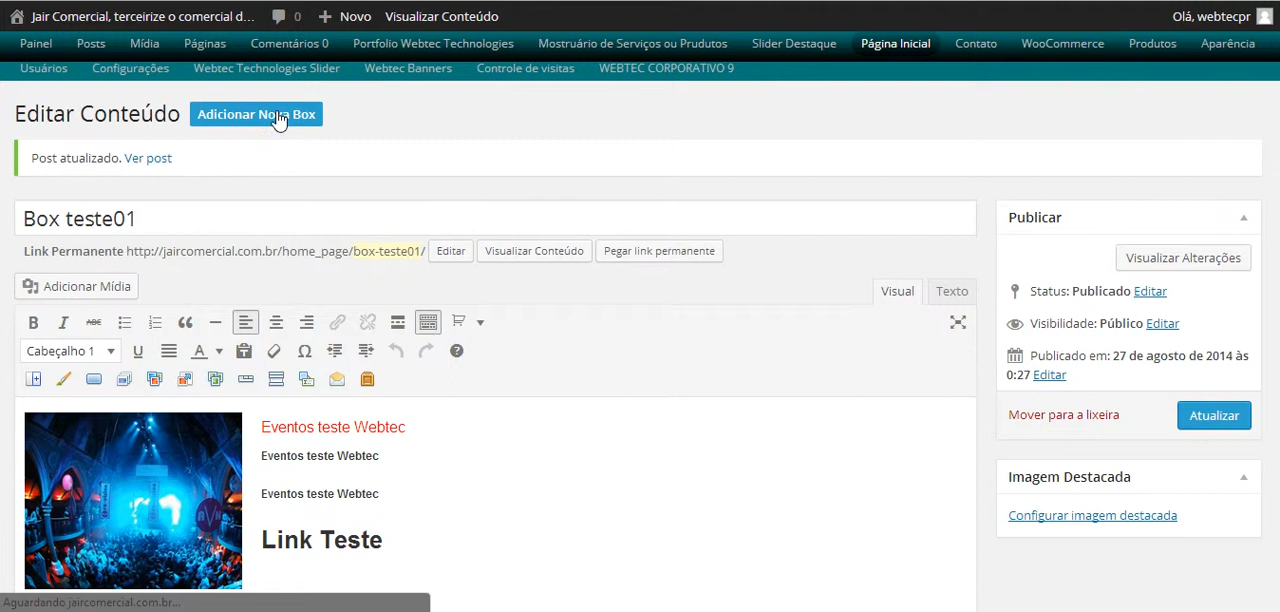 Jair Comercial, terceirize o comercial d... 0 Novo Visualizar Conteúdo Olá, webtecpr
Painel Posts Mídia Páginas Comentários 0 Portfolio Webtec Technologies Mostruário de Serviços ou Prudutos Slider Destaque Página Inicial Contato WooCommerce Produtos Aparência
Usuários Configurações Webtec Technologies Slider Webtec Banners Controle de visitas WEBTEC CORPORATIVO 9
Editar Conteúdo Adicionar Nova Box
Post atualizado. Ver post
Box teste01
Link Permanente http://jaircomercial.com.br/home_page/box-teste01/ Editar Visualizar Conteúdo Pegar link permanente
Adicionar Mídia
Visual Texto
B I ABC
Cabeçalho 1 U A Ω
Eventos teste Webtec
Eventos teste Webtec
Eventos teste Webtec
Link Teste
Publicar
Visualizar Alterações
Status: Publicado Editar
Visibilidade: Público Editar
Publicado em: 27 de agosto de 2014 às
0:27 Editar
Mover para a lixeira Atualizar
Imagem Destacada
Configurar imagem destacada
Aguardando jaircomercial.com.br...